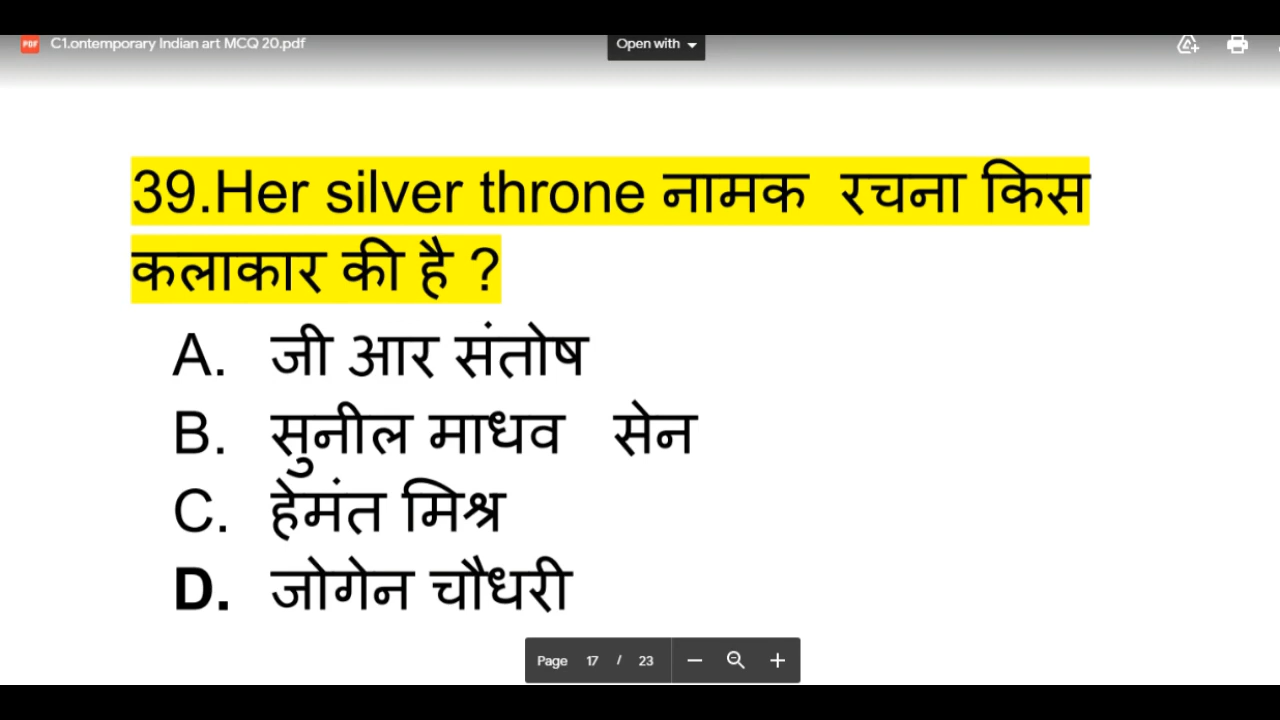 C1.ontemporary Indian art MCQ 20.pdf
Open with
39.Her silver throne नामक रचना किस
कलाकार की है ?
A. जी आर संतोष
B. सुनील माधव सेन
C. हेमंत मिश्र
D. जोगेन चौधरी
Page 17 / 23